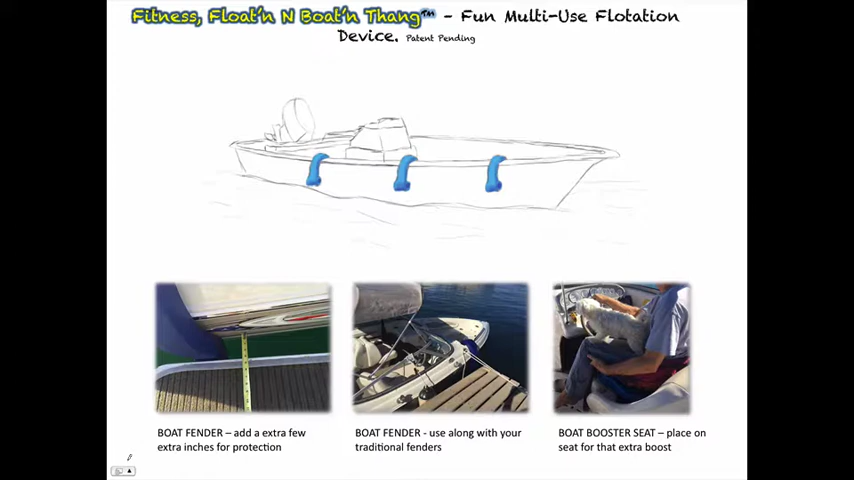 Fitness, Float'n N Boat'n Thang™ - Fun Multi-Use Flotation
Device. Patent Pending
BOAT FENDER – add a extra few
extra inches for protection
BOAT FENDER - use along with your
traditional fenders
BOAT BOOSTER SEAT – place on
seat for that extra boost